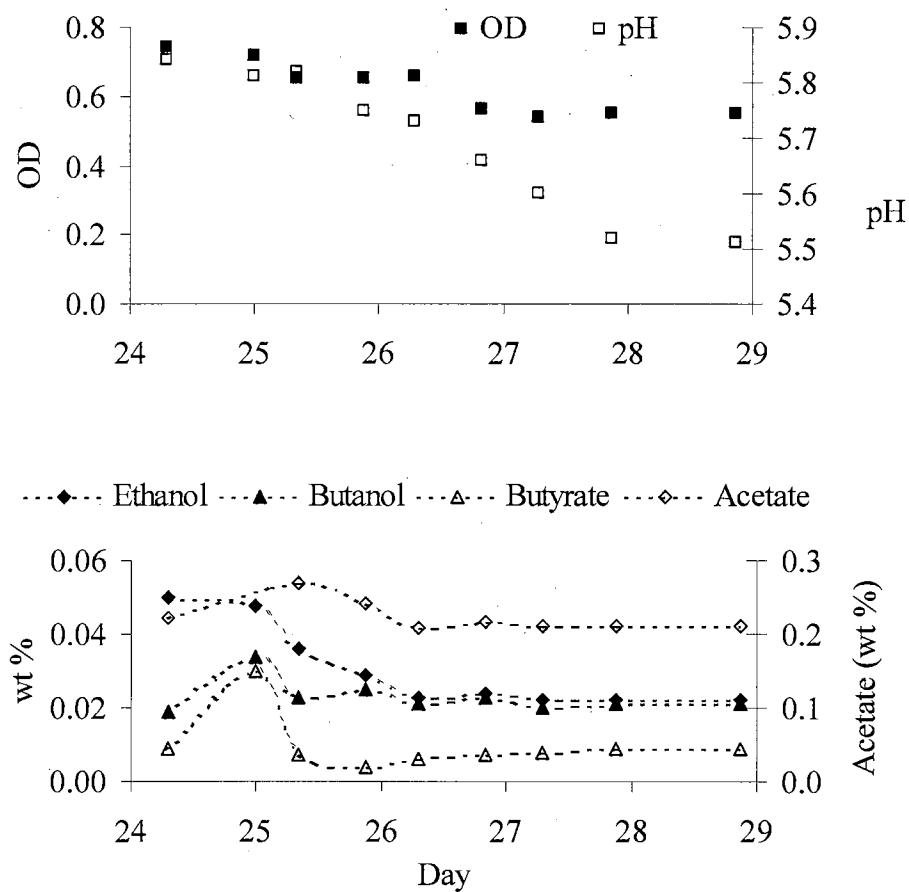 0.8 ■ OD □ pH 5.9
0.6 5.8
5.7
OD 0.4 5.6 pH
0.2 5.5
0.0 5.4
24 25 26 27 28 29
Ethanol Butanol Butyrate Acetate
0.06 0.3
0.04 0.2
wt % Acetate (wt %)
0.02 0.1
0.00 0.0
24 25 26 27 28 29
Day